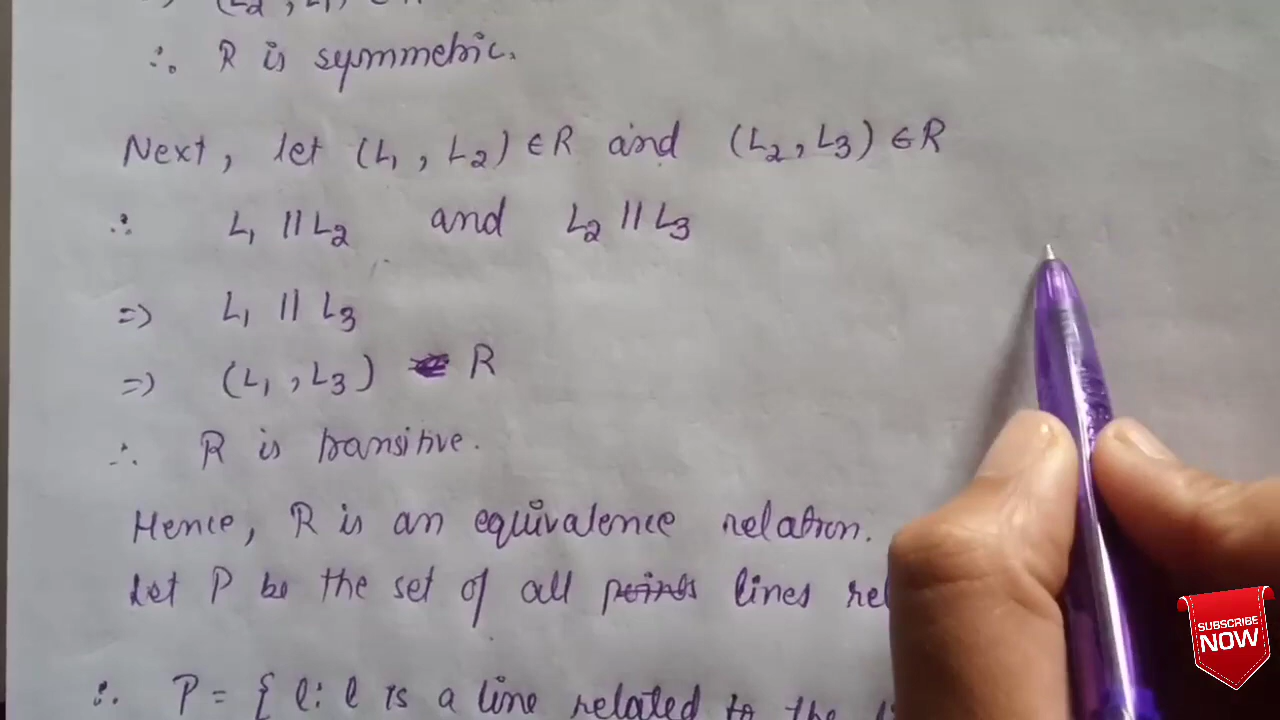 (L2, L1) ∈ R
∴ R is symmetric.
Next, let (L1, L2) ∈ R and (L2, L3) ∈ R
∴ L1 || L2 and L2 || L3
=> L1 || L3
=> (L1, L3) R
∴ R is transitive.
Hence, R is an equivalence relation.
Let P be the set of all points lines rel
∴ P = { l: l is a line related to the
SUBSCRIBE
NOW